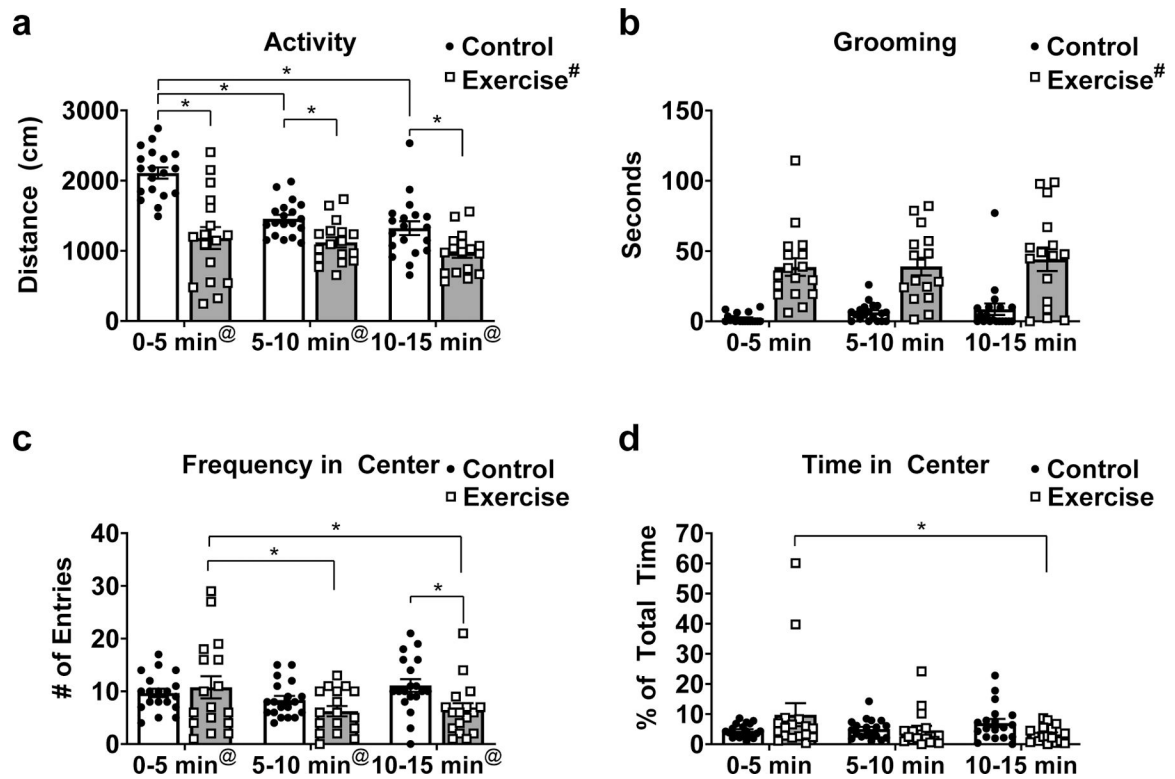 a
Activity
Control
Exercise#
*
*
*
*
*
Distance (cm)
3000
2000
1000
0
0-5 min@
5-10 min@
10-15 min@
b
Grooming
Control
Exercise#
Seconds
150
100
50
0
0-5 min
5-10 min
10-15 min
c
Frequency in Center
Control
Exercise
*
*
*
# of Entries
40
30
20
10
0
0-5 min@
5-10 min
10-15 min@
d
Time in Center
Control
Exercise
*
% of Total Time
70
60
50
40
30
20
10
0
0-5 min
5-10 min
10-15 min